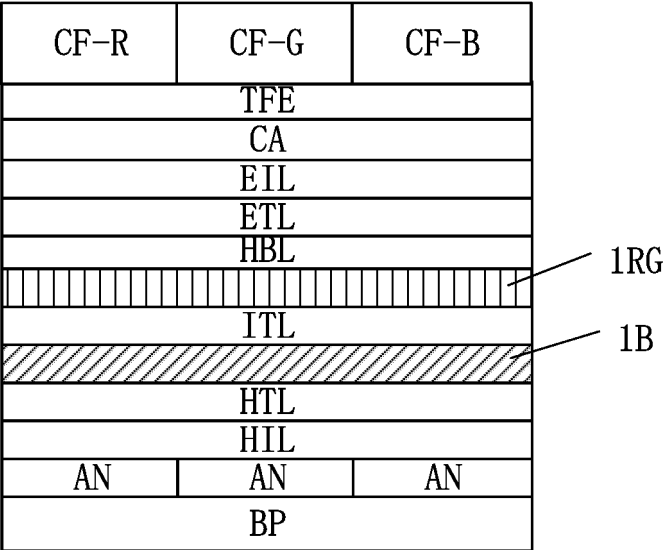 CF-R CF-G CF-B
TFE
CA
EIL
ETL
HBL
1RG
ITL
1B
HTL
HIL
AN AN AN
BP